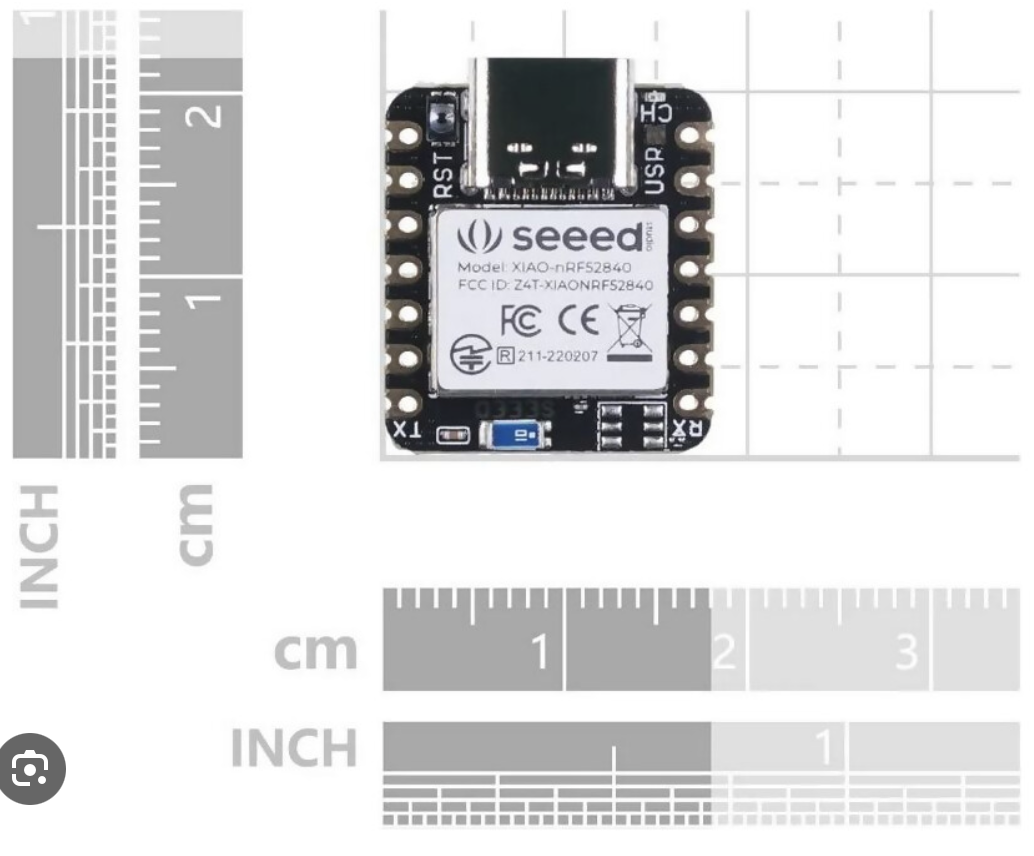 1
2
1
INCH
cm
RST
CH
USR
seeed studio
Model: XIAO-nRF52840
FCC ID: Z4T-XIAONRF52840
FC CE
R 211-220207
TX
RX
cm 1 2 3
INCH 1